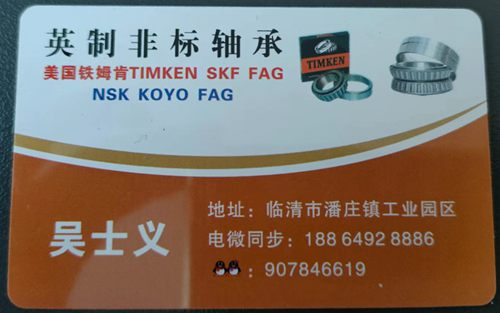 英制非标轴承
美国铁姆肯TIMKEN SKF FAG
NSK KOYO FAG
TIMKEN
吴士义
地址：临清市潘庄镇工业园区
电微同步：188 6492 8886
：907846619